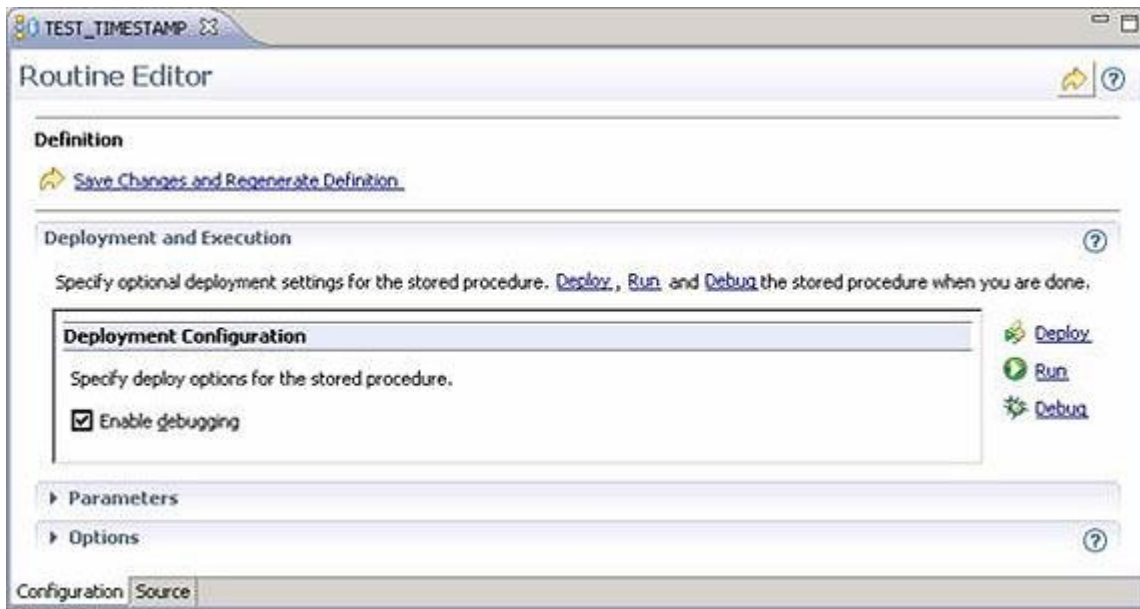 TEST_TIMESTAMP
Routine Editor
Definition
Save Changes and Regenerate Definition
Deployment and Execution
Specify optional deployment settings for the stored procedure. Deploy, Run and Debug the stored procedure when you are done.
Deployment Configuration
Specify deploy options for the stored procedure.
Enable debugging
Deploy
Run
Debug
Parameters
Options
Configuration Source